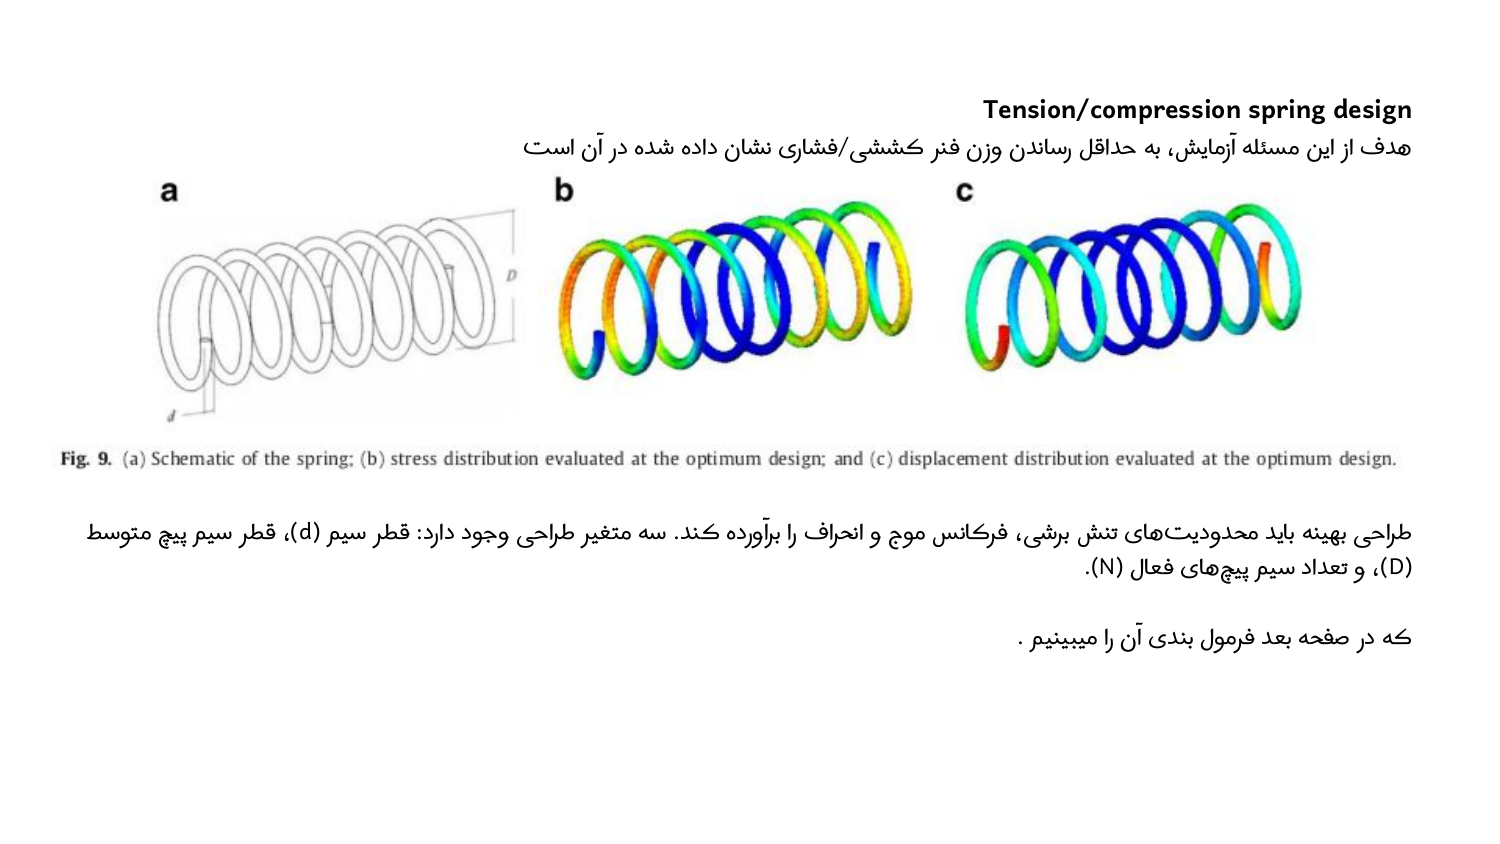 Tension/compression spring design
هدف از این مسئله آزمایش، به حداقل رساندن وزن فنر کششی/فشاری نشان داده شده در آن است
a b c
D
d
Fig. 9. (a) Schematic of the spring; (b) stress distribution evaluated at the optimum design; and (c) displacement distribution evaluated at the optimum design.
طراحی بهینه باید محدودیت‌های تنش برشی، فرکانس موج و انحراف را برآورده کند. سه متغیر طراحی وجود دارد: قطر سیم (d)، قطر سیم پیچ متوسط
(D)، و تعداد سیم پیچ‌های فعال (N).
که در صفحه بعد فرمول بندی آن را میبینیم .